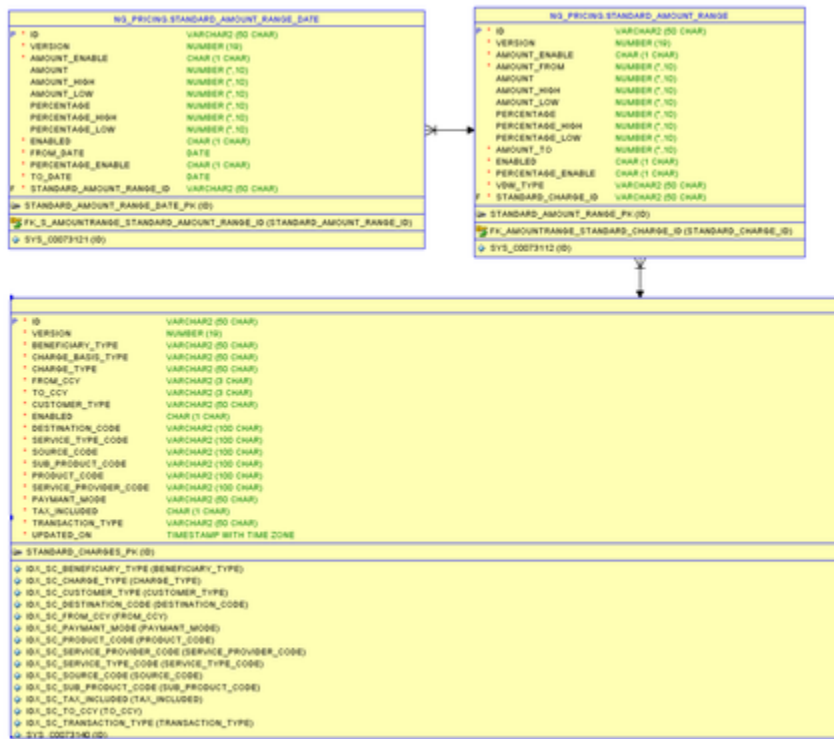 NG_PRICING.STANDARD_AMOUNT_RANGE_DATE
P * ID VARCHAR2 (50 CHAR)
* VERSION NUMBER (19)
* AMOUNT_ENABLE CHAR (1 CHAR)
AMOUNT NUMBER (*,10)
AMOUNT_HIGH NUMBER (*,10)
AMOUNT_LOW NUMBER (*,10)
PERCENTAGE NUMBER (*,10)
PERCENTAGE_HIGH NUMBER (*,10)
PERCENTAGE_LOW NUMBER (*,10)
* ENABLED CHAR (1 CHAR)
* FROM_DATE DATE
* PERCENTAGE_ENABLE CHAR (1 CHAR)
* TO_DATE DATE
F * STANDARD_AMOUNT_RANGE_ID VARCHAR2 (50 CHAR)
STANDARD_AMOUNT_RANGE_DATE_PK (ID)
FK_S_AMOUNTRANGE_STANDARD_AMOUNT_RANGE_ID (STANDARD_AMOUNT_RANGE_ID)
SYS_C0073121 (ID)
NG_PRICING.STANDARD_AMOUNT_RANGE
P * ID VARCHAR2 (50 CHAR)
* VERSION NUMBER (19)
* AMOUNT_ENABLE CHAR (1 CHAR)
* AMOUNT_FROM NUMBER (*,10)
AMOUNT NUMBER (*,10)
AMOUNT_HIGH NUMBER (*,10)
AMOUNT_LOW NUMBER (*,10)
PERCENTAGE NUMBER (*,10)
PERCENTAGE_HIGH NUMBER (*,10)
PERCENTAGE_LOW NUMBER (*,10)
* AMOUNT_TO NUMBER (*,10)
* ENABLED CHAR (1 CHAR)
* PERCENTAGE_ENABLE CHAR (1 CHAR)
* VDW_TYPE VARCHAR2 (50 CHAR)
F * STANDARD_CHARGE_ID VARCHAR2 (50 CHAR)
STANDARD_AMOUNT_RANGE_PK (ID)
FK_AMOUNTRANGE_STANDARD_CHARGE_ID (STANDARD_CHARGE_ID)
SYS_C0073112 (ID)
P * ID VARCHAR2 (50 CHAR)
* VERSION NUMBER (19)
* BENEFICIARY_TYPE VARCHAR2 (50 CHAR)
* CHARGE_BASIS_TYPE VARCHAR2 (50 CHAR)
* CHARGE_TYPE VARCHAR2 (50 CHAR)
* FROM_CCY VARCHAR2 (3 CHAR)
* TO_CCY VARCHAR2 (3 CHAR)
* CUSTOMER_TYPE VARCHAR2 (50 CHAR)
* ENABLED CHAR (1 CHAR)
* DESTINATION_CODE VARCHAR2 (100 CHAR)
* SERVICE_TYPE_CODE VARCHAR2 (100 CHAR)
* SOURCE_CODE VARCHAR2 (100 CHAR)
* SUB_PRODUCT_CODE VARCHAR2 (100 CHAR)
* PRODUCT_CODE VARCHAR2 (100 CHAR)
* SERVICE_PROVIDER_CODE VARCHAR2 (100 CHAR)
* PAYMANT_MODE VARCHAR2 (50 CHAR)
* TAX_INCLUDED CHAR (1 CHAR)
* TRANSACTION_TYPE VARCHAR2 (50 CHAR)
* UPDATED_ON TIMESTAMP WITH TIME ZONE
STANDARD_CHARGES_PK (ID)
IDX_SC_BENEFICIARY_TYPE (BENEFICIARY_TYPE)
IDX_SC_CHARGE_TYPE (CHARGE_TYPE)
IDX_SC_CUSTOMER_TYPE (CUSTOMER_TYPE)
IDX_SC_DESTINATION_CODE (DESTINATION_CODE)
IDX_SC_FROM_CCY (FROM_CCY)
IDX_SC_PAYMANT_MODE (PAYMANT_MODE)
IDX_SC_PRODUCT_CODE (PRODUCT_CODE)
IDX_SC_SERVICE_PROVIDER_CODE (SERVICE_PROVIDER_CODE)
IDX_SC_SERVICE_TYPE_CODE (SERVICE_TYPE_CODE)
IDX_SC_SOURCE_CODE (SOURCE_CODE)
IDX_SC_SUB_PRODUCT_CODE (SUB_PRODUCT_CODE)
IDX_SC_TAX_INCLUDED (TAX_INCLUDED)
IDX_SC_TO_CCY (TO_CCY)
IDX_SC_TRANSACTION_TYPE (TRANSACTION_TYPE)
SYS_C0073140 (ID)